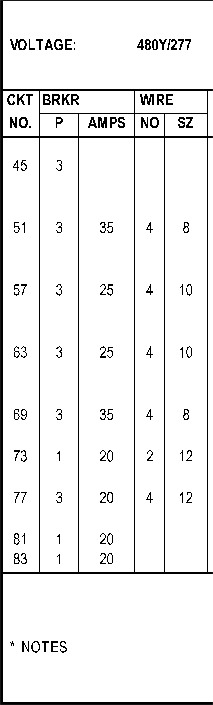 VOLTAGE: 480Y/277
CKT BRKR WIRE
NO. P AMPS NO SZ
45 3
51 3 35 4 8
57 3 25 4 10
63 3 25 4 10
69 3 35 4 8
73 1 20 2 12
77 3 20 4 12
81 1 20
83 1 20
* NOTES